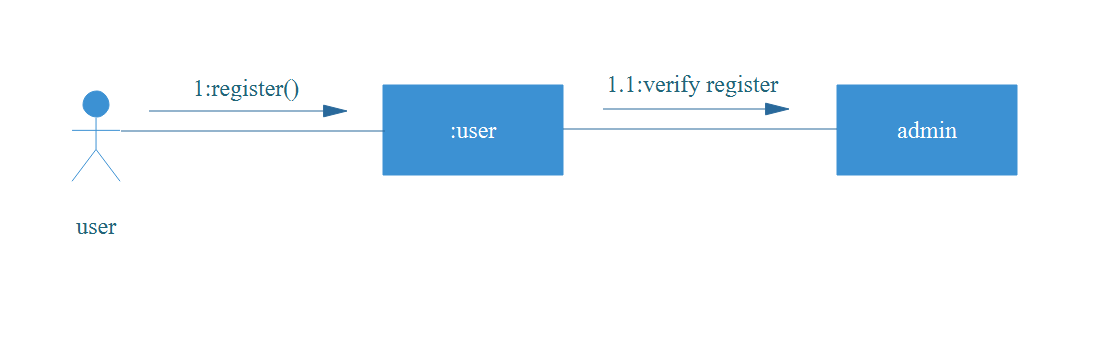 1:register()
1.1:verify register
:user
admin
user